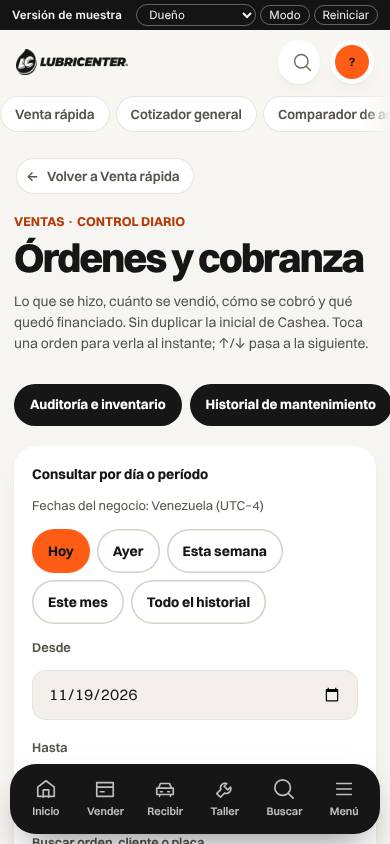 Versión de muestra Dueño Modo Reiniciar
LUBRICENTER. ?
Venta rápida Cotizador general Comparador de
← Volver a Venta rápida
VENTAS · CONTROL DIARIO
Órdenes y cobranza
Lo que se hizo, cuánto se vendió, cómo se cobró y qué
quedó financiado. Sin duplicar la inicial de Cashea. Toca
una orden para verla al instante; ↑/↓ pasa a la siguiente.
Auditoría e inventario Historial de mantenimiento
Consultar por día o período
Fechas del negocio: Venezuela (UTC−4)
Hoy Ayer Esta semana
Este mes Todo el historial
Desde
11/19/2026
Hasta
Inicio Vender Recibir Taller Buscar Menú
Buscar orden, cliente o placa